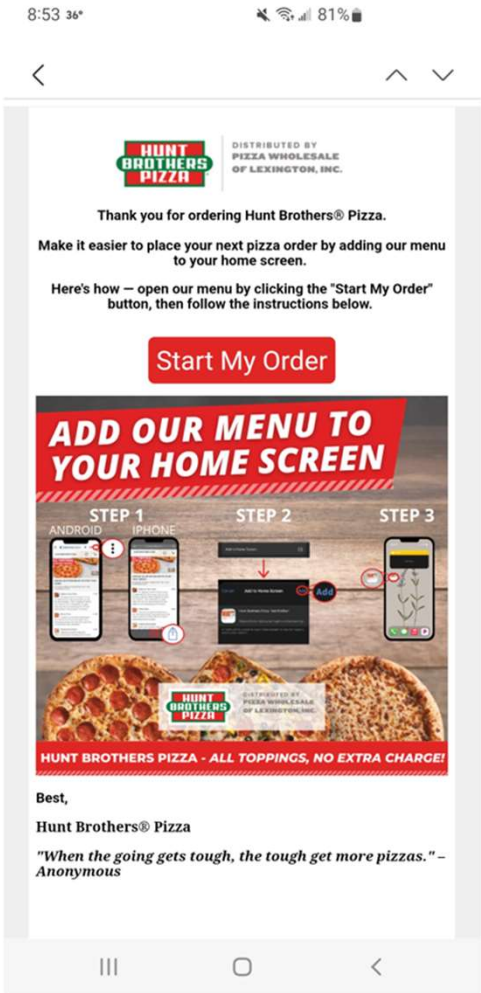 8:53 36°
81%
HUNT
BROTHERS
PIZZA
DISTRIBUTED BY
PIZZA WHOLESALE
OF LEXINGTON, INC.
Thank you for ordering Hunt Brothers® Pizza.
Make it easier to place your next pizza order by adding our menu
to your home screen.
Here's how — open our menu by clicking the "Start My Order"
button, then follow the instructions below.
Start My Order
ADD OUR MENU TO
YOUR HOME SCREEN
STEP 1
ANDROID IPHONE
STEP 2
Add to Home Screen
Add
STEP 3
HUNT
BROTHERS
PIZZA
DISTRIBUTED BY
PIZZA WHOLESALE
OF LEXINGTON, INC.
HUNT BROTHERS PIZZA - ALL TOPPINGS, NO EXTRA CHARGE!
Best,
Hunt Brothers® Pizza
"When the going gets tough, the tough get more pizzas." –
Anonymous